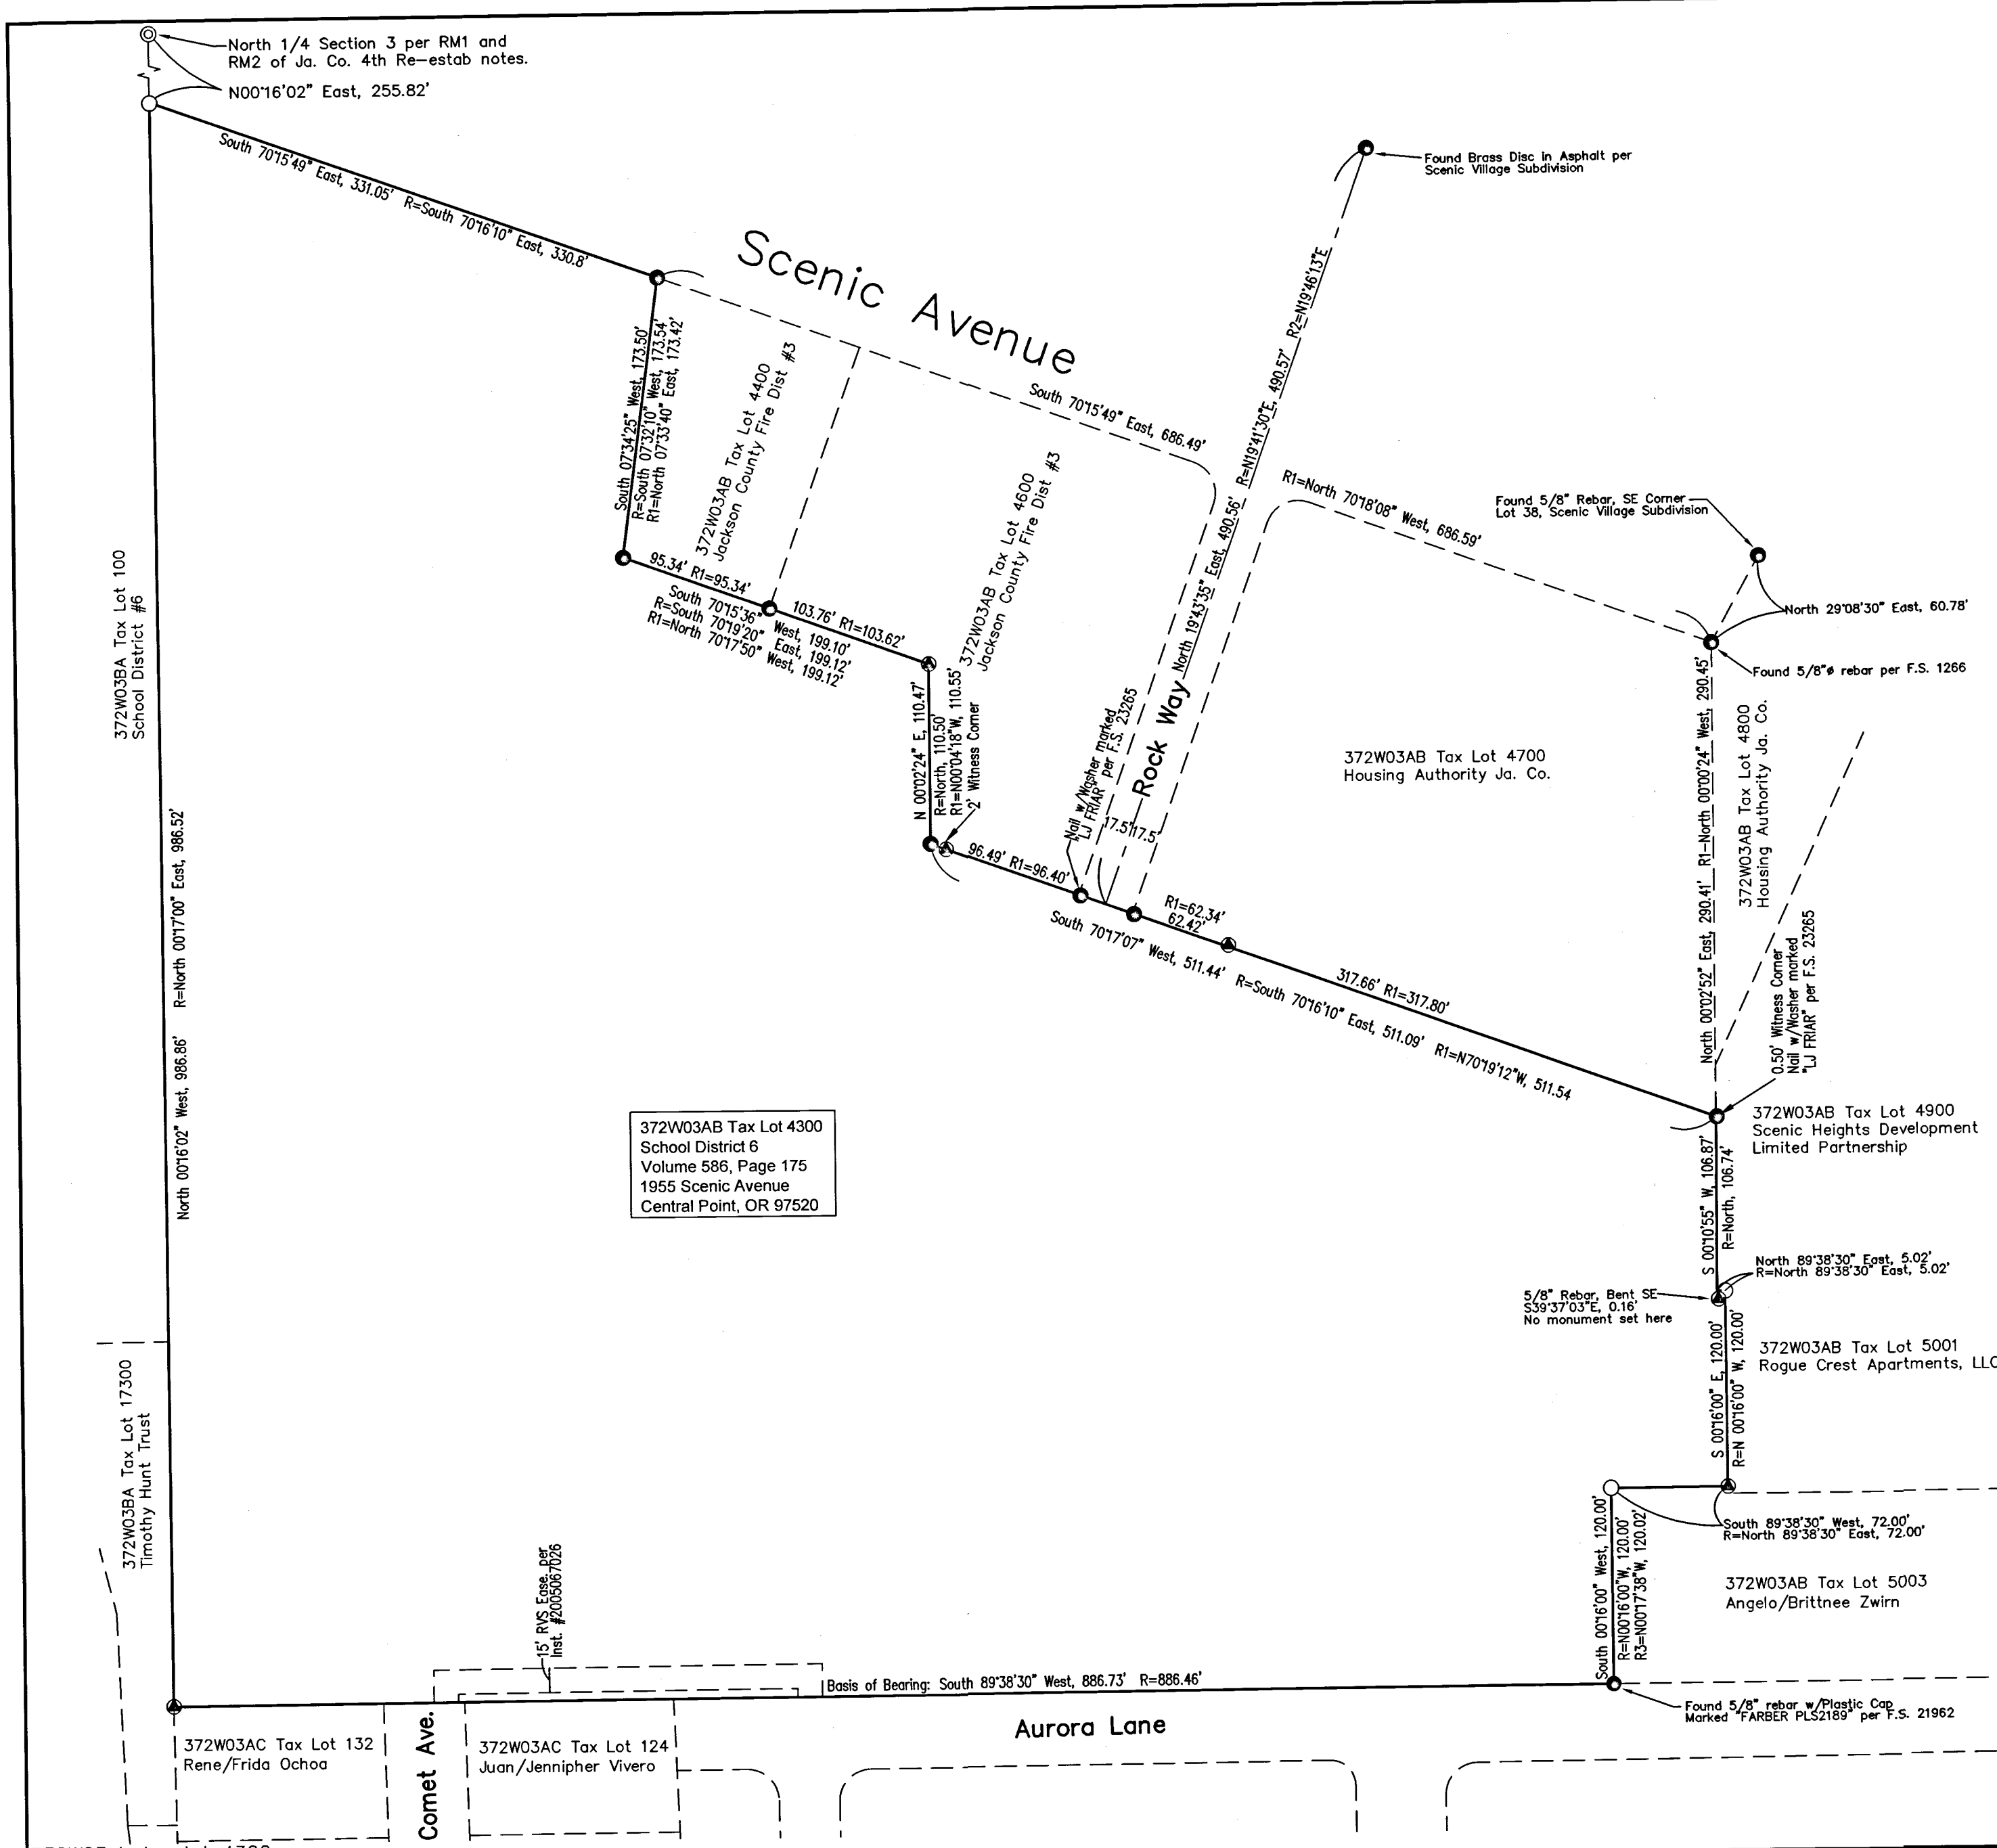 North 1/4 Section 3 per RM1 and
RM2 of Ja. Co. 4th Re-estab notes.
N00°16'02" East, 255.82'
South 70°15'49" East, 331.05' R=South 70°16'10" East, 330.8'
Scenic Avenue
Found Brass Disc in Asphalt per
Scenic Village Subdivision
South 07°34'25" West, 173.50'
R=South 07°32'10" West, 173.54'
R1=North 07°33'40" East, 173.42'
372W03AB Tax Lot 4400
Jackson County Fire Dist #3
South 70°15'49" East, 686.49'
North 19°43'35" East, 490.56' R=N19°41'30"E, 490.57' R2=N19°46'13"E
R1=North 70°18'08" West, 686.59'
Found 5/8" Rebar, SE Corner
Lot 38, Scenic Village Subdivision
North 29°08'30" East, 60.78'
Found 5/8"ø rebar per F.S. 1266
372W03BA Tax Lot 100
School District #6
95.34' R1=95.34'
South 70°15'36" West, 199.10'
R=South 70°19'20" East, 199.12'
R1=North 70°17'50" West, 199.12'
103.76' R1=103.62'
372W03AB Tax Lot 4600
Jackson County Fire Dist #3
N 00°02'24" E, 110.47'
R=North, 110.50'
R1=N00°04'18"W, 110.55'
2' Witness Corner
Nail w/Washer marked
"LJ FRIAR" per F.S. 23265
Rock Way
17.5'
17.5'
372W03AB Tax Lot 4700
Housing Authority Ja. Co.
North 00°02'52" East, 290.41' R1-North 00°00'24" West, 290.45'
372W03AB Tax Lot 4800
Housing Authority Ja. Co.
96.49' R1=96.40'
R1=62.34'
62.42'
South 70°17'07" West, 511.44' R=South 70°16'10" East, 511.09' R1=N70°19'12"W, 511.54
317.66' R1=317.80'
0.50' Witness Corner
Nail w/Washer marked
"LJ FRIAR" per F.S. 23265
North 00°16'02" West, 986.86' R=North 00°17'00" East, 986.52'
372W03AB Tax Lot 4300
School District 6
Volume 586, Page 175
1955 Scenic Avenue
Central Point, OR 97520
372W03AB Tax Lot 4900
Scenic Heights Development
Limited Partnership
S 00°10'55" W, 106.87'
R=North, 106.74'
North 89°38'30" East, 5.02'
R=North 89°38'30" East, 5.02'
5/8" Rebar, Bent SE
S39°37'03"E, 0.16'
No monument set here
S 00°16'00" E, 120.00'
R=N 00°16'00" W, 120.00'
372W03AB Tax Lot 5001
Rogue Crest Apartments, LLC
372W03BA Tax Lot 17300
Timothy Hunt Trust
South 89°38'30" West, 72.00'
R=North 89°38'30" East, 72.00'
South 00°16'00" West, 120.00'
R=N00°16'00"W, 120.00'
R3=N00°17'38"W, 120.02'
372W03AB Tax Lot 5003
Angelo/Brittnee Zwirn
15' RVS Ease. per
Inst. #2005067026
Basis of Bearing: South 89°38'30" West, 886.73' R=886.46'
Found 5/8" rebar w/Plastic Cap
Marked "FARBER PLS2189" per F.S. 21962
372W03AC Tax Lot 132
Rene/Frida Ochoa
Comet Ave.
372W03AC Tax Lot 124
Juan/Jennipher Vivero
Aurora Lane